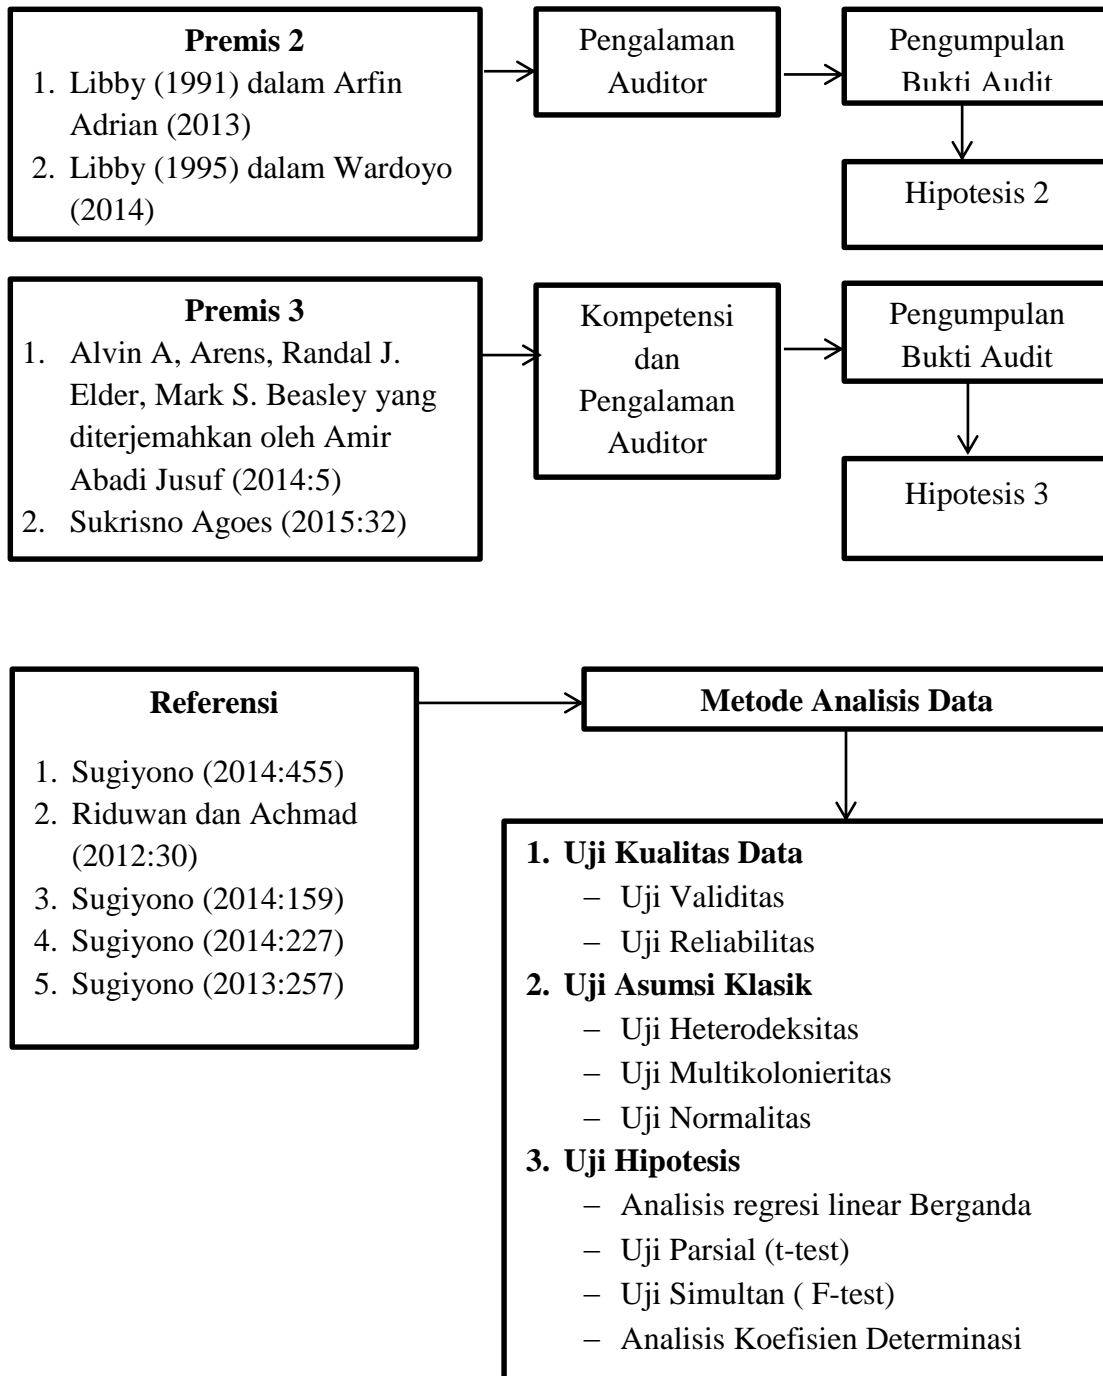 Premis 2
1. Libby (1991) dalam Arfin
Adrian (2013)
2. Libby (1995) dalam Wardoyo
(2014)
Pengalaman
Auditor
Pengumpulan
Bukti Audit
Hipotesis 2
Premis 3
1. Alvin A, Arens, Randal J.
Elder, Mark S. Beasley yang
diterjemahkan oleh Amir
Abadi Jusuf (2014:5)
2. Sukrisno Agoes (2015:32)
Kompetensi
dan
Pengalaman
Auditor
Pengumpulan
Bukti Audit
Hipotesis 3
Referensi
1. Sugiyono (2014:455)
2. Riduwan dan Achmad
(2012:30)
3. Sugiyono (2014:159)
4. Sugiyono (2014:227)
5. Sugiyono (2013:257)
Metode Analisis Data
1. Uji Kualitas Data
– Uji Validitas
– Uji Reliabilitas
2. Uji Asumsi Klasik
– Uji Heterodeksitas
– Uji Multikolonieritas
– Uji Normalitas
3. Uji Hipotesis
– Analisis regresi linear Berganda
– Uji Parsial (t-test)
– Uji Simultan ( F-test)
– Analisis Koefisien Determinasi